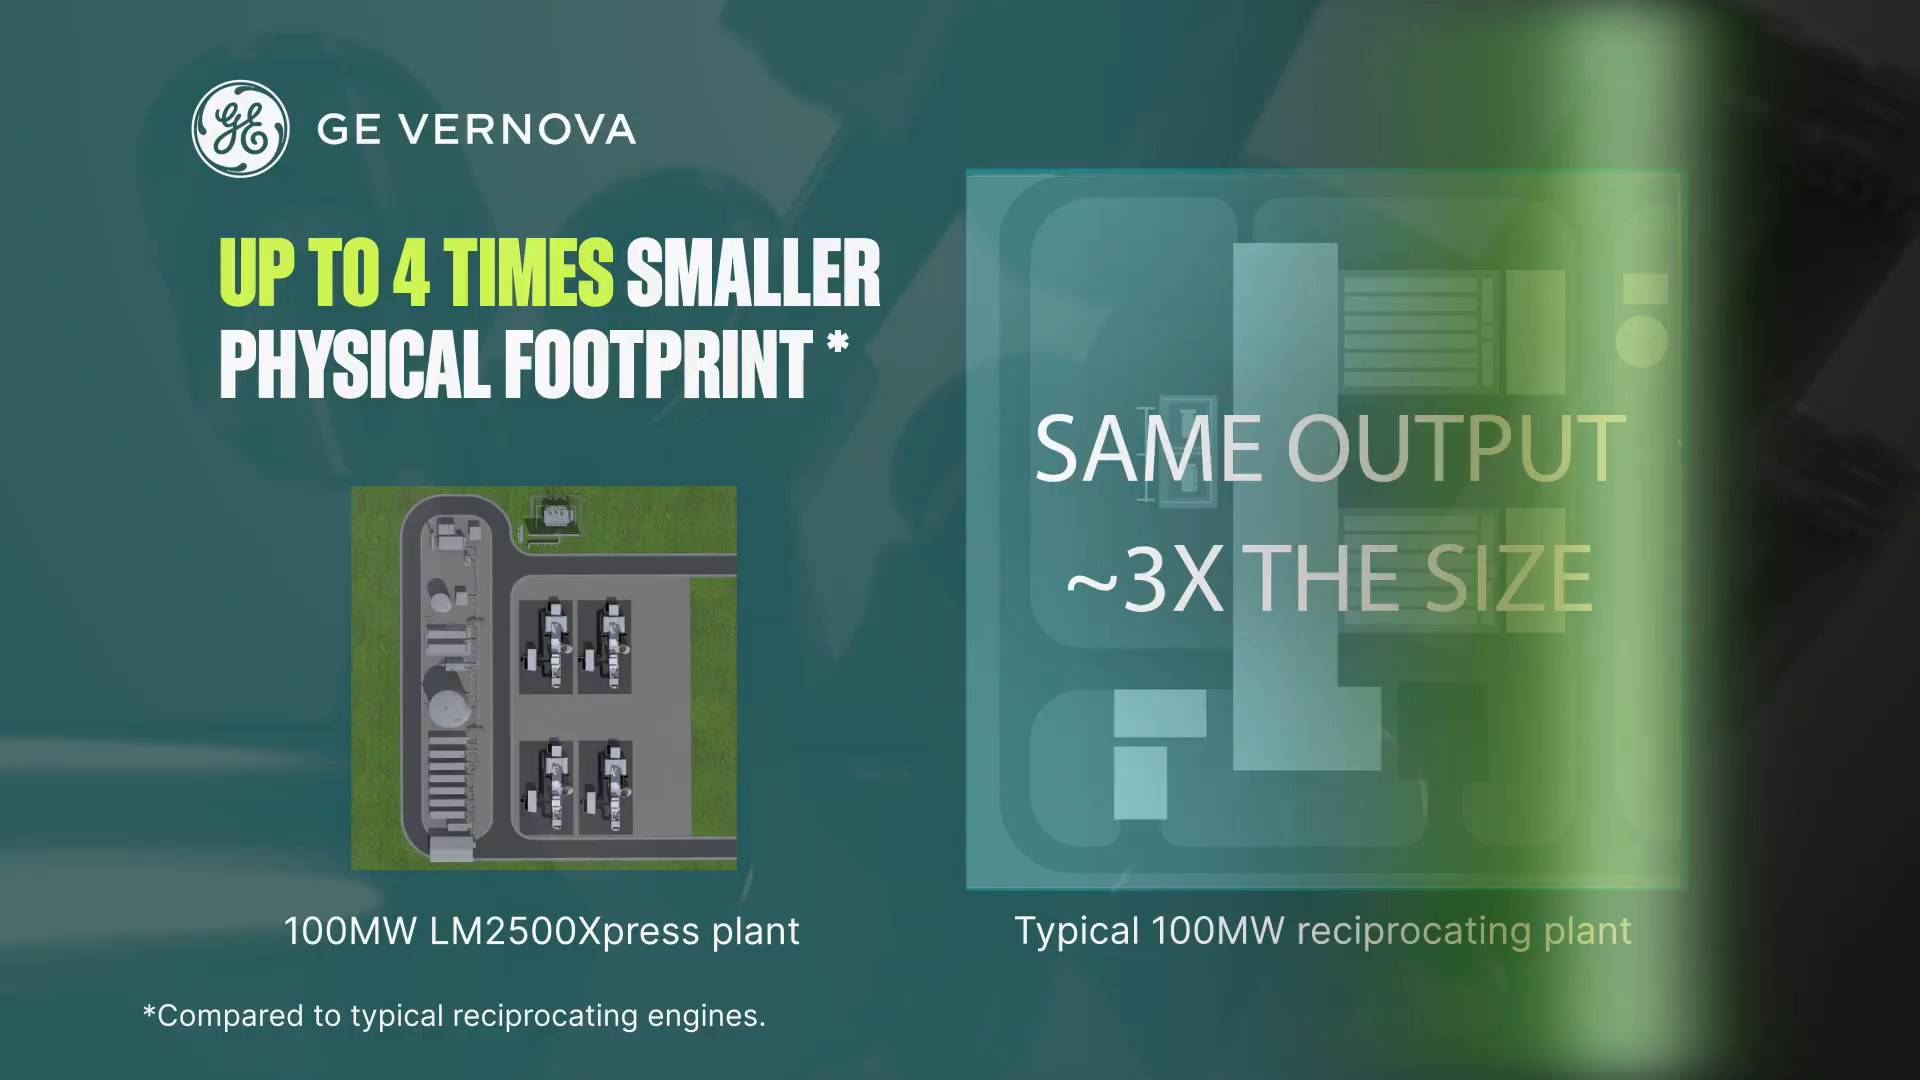 GE VERNOVA
UP TO 4 TIMES SMALLER
PHYSICAL FOOTPRINT *
SAME OUTPUT
~3X THE SIZE
100MW LM2500Xpress plant
Typical 100MW reciprocating plant
*Compared to typical reciprocating engines.